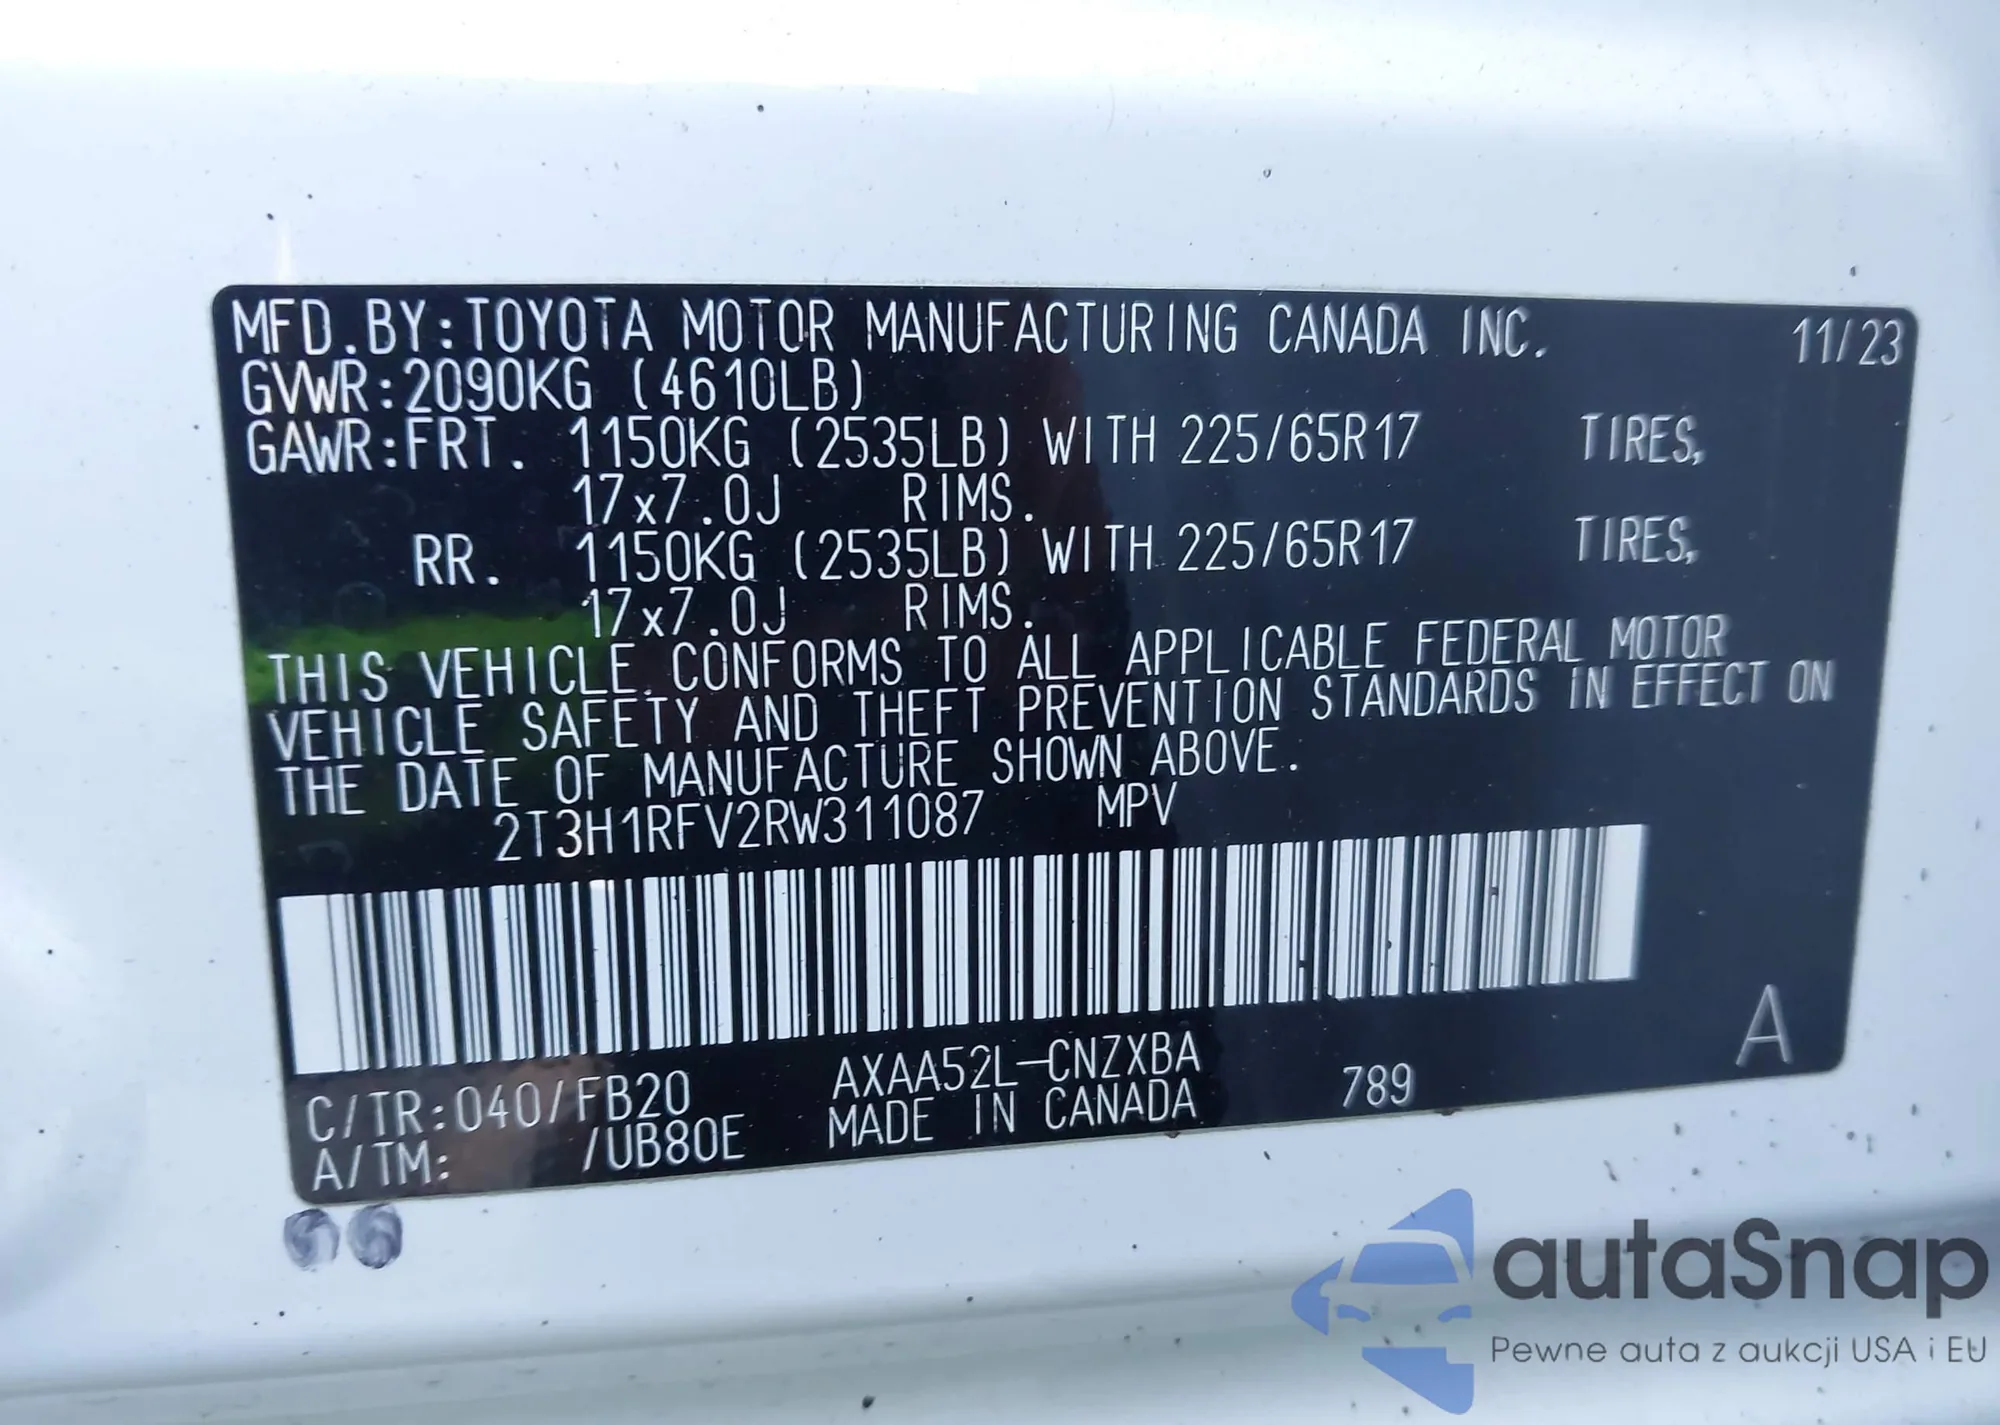 MFD.BY:TOYOTA MOTOR MANUFACTURING CANADA INC. 11/23
GVWR:2090KG (4610LB)
GAWR:FRT. 1150KG (2535LB) WITH 225/65R17 TIRES,
17x7.0J RIMS.
RR. 1150KG (2535LB) WITH 225/65R17 TIRES,
17x7.0J RIMS.
THIS VEHICLE CONFORMS TO ALL APPLICABLE FEDERAL MOTOR
VEHICLE SAFETY AND THEFT PREVENTION STANDARDS IN EFFECT ON
THE DATE OF MANUFACTURE SHOWN ABOVE.
2T3H1RFV2RW311087 MPV
C/TR:040/FB20 AXAA52L-CNZXBA 789 A
A/TM: /UB80E MADE IN CANADA
autoSnap
Pewne auta z aukcji USA i EU